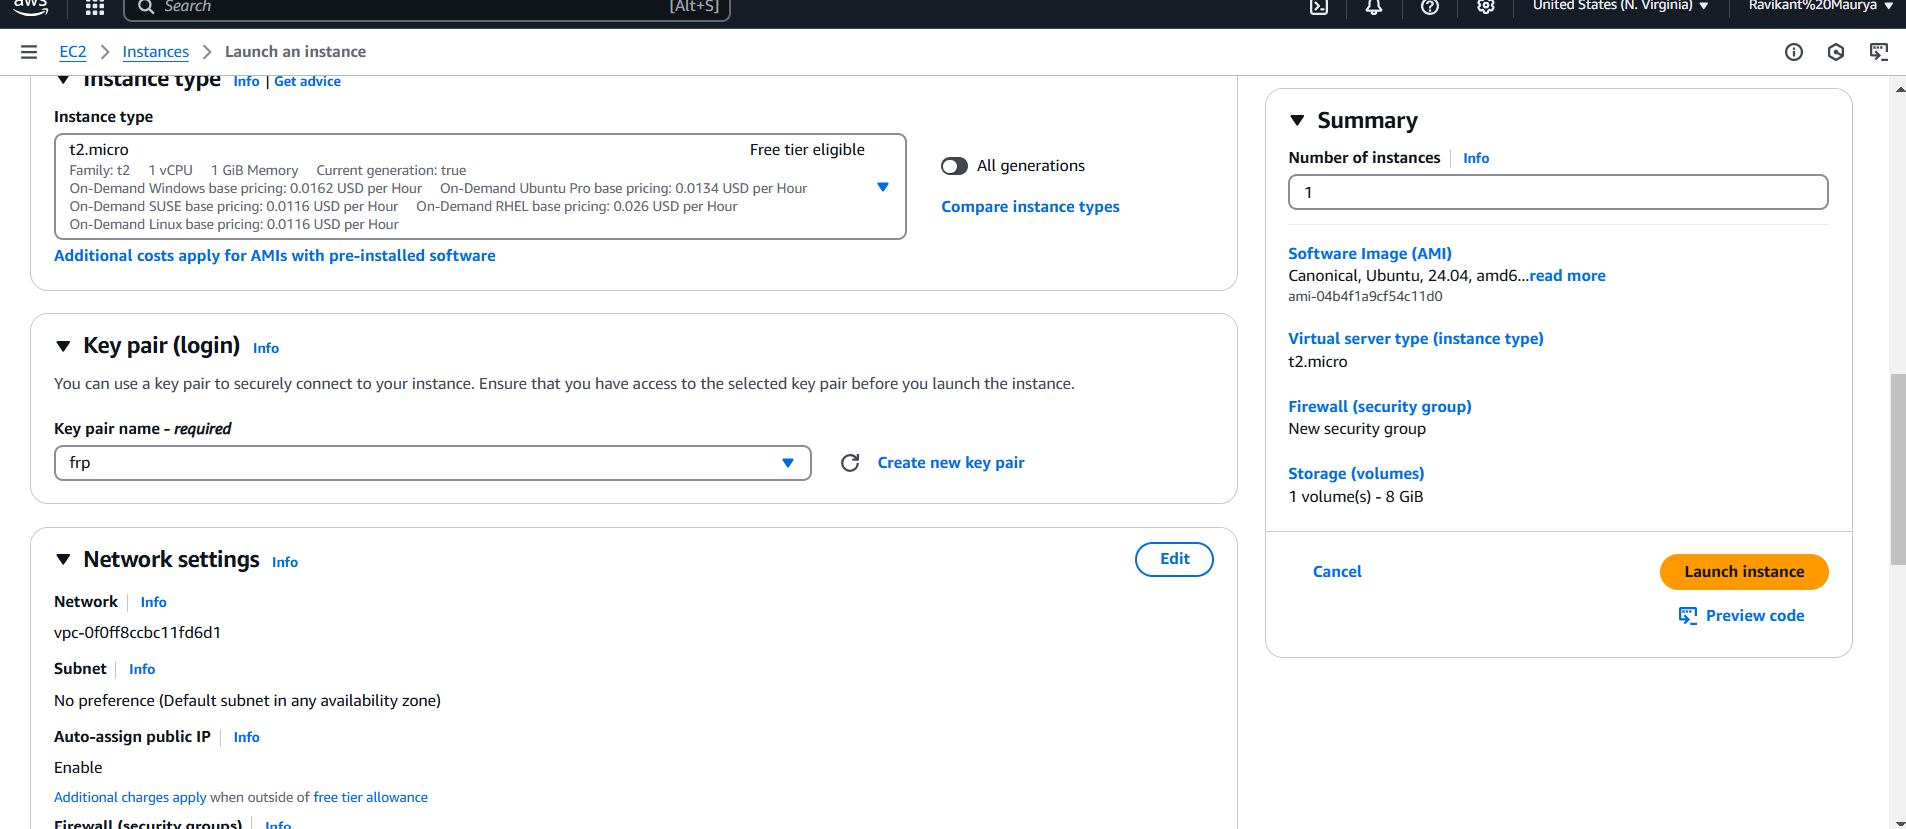 aws
Search
[Alt+S]
United States (N. Virginia)
Ravikant%20Maurya
EC2
Instances
Launch an instance
Instance type
Info | Get advice
Instance type
t2.micro
Free tier eligible
Family: t2 1 vCPU 1 GiB Memory Current generation: true
On-Demand Windows base pricing: 0.0162 USD per Hour On-Demand Ubuntu Pro base pricing: 0.0134 USD per Hour
On-Demand SUSE base pricing: 0.0116 USD per Hour On-Demand RHEL base pricing: 0.026 USD per Hour
On-Demand Linux base pricing: 0.0116 USD per Hour
All generations
Compare instance types
Additional costs apply for AMIs with pre-installed software
Key pair (login) Info
You can use a key pair to securely connect to your instance. Ensure that you have access to the selected key pair before you launch the instance.
Key pair name - required
frp
Create new key pair
Network settings Info
Edit
Network Info
vpc-0f0ff8ccbc11fd6d1
Subnet Info
No preference (Default subnet in any availability zone)
Auto-assign public IP Info
Enable
Additional charges apply when outside of free tier allowance
Firewall (security groups) Info
Summary
Number of instances Info
1
Software Image (AMI)
Canonical, Ubuntu, 24.04, amd6...read more
ami-04b4f1a9cf54c11d0
Virtual server type (instance type)
t2.micro
Firewall (security group)
New security group
Storage (volumes)
1 volume(s) - 8 GiB
Cancel
Launch instance
Preview code